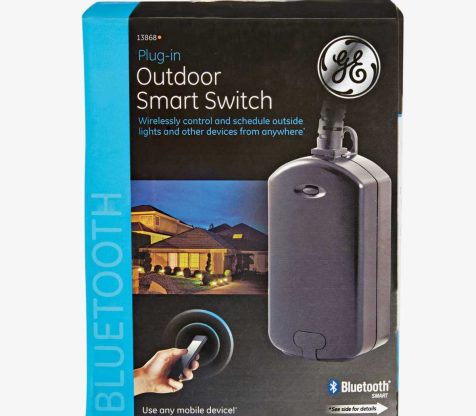 13868
Plug-in
Outdoor
Smart Switch
Wirelessly control and schedule outside
lights and other devices from anywhere*
GE
BLUETOOTH
Use any mobile device!*
Bluetooth®
SMART
*See side for details